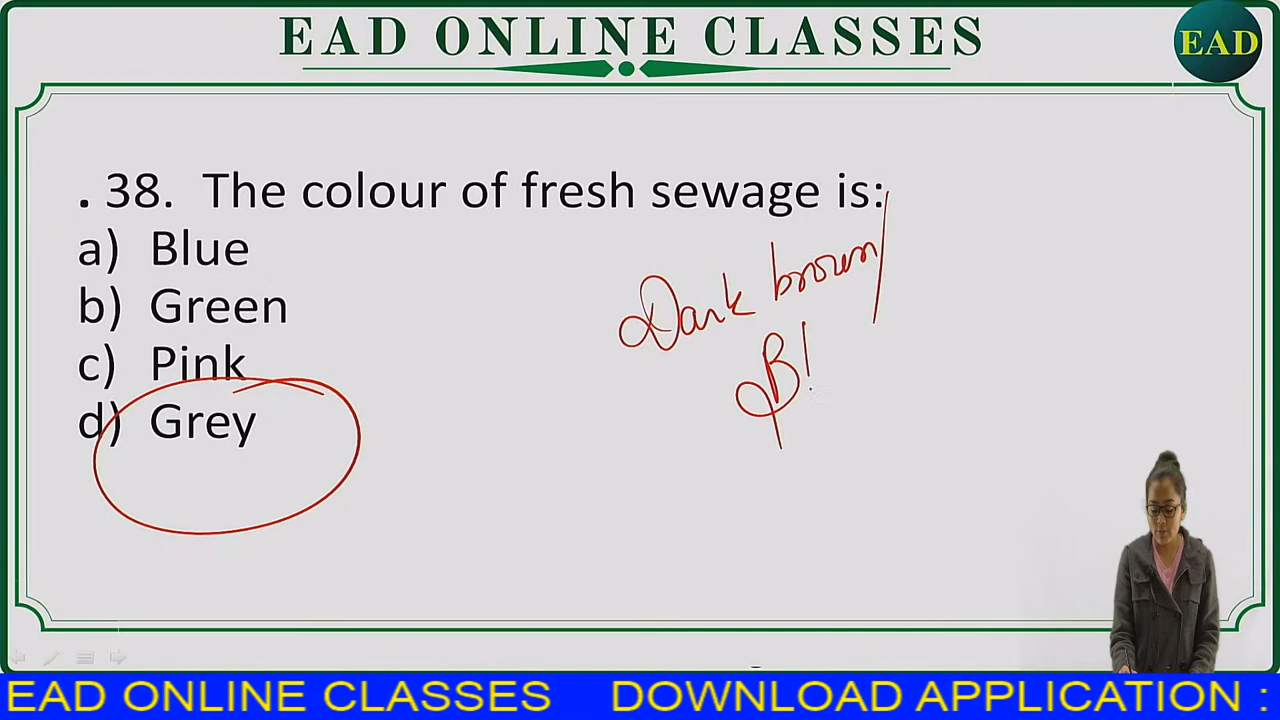 EAD ONLINE CLASSES
EAD
. 38. The colour of fresh sewage is:
a) Blue
b) Green
c) Pink
d) Grey
Dark brown/
Bl
EAD ONLINE CLASSES DOWNLOAD APPLICATION :